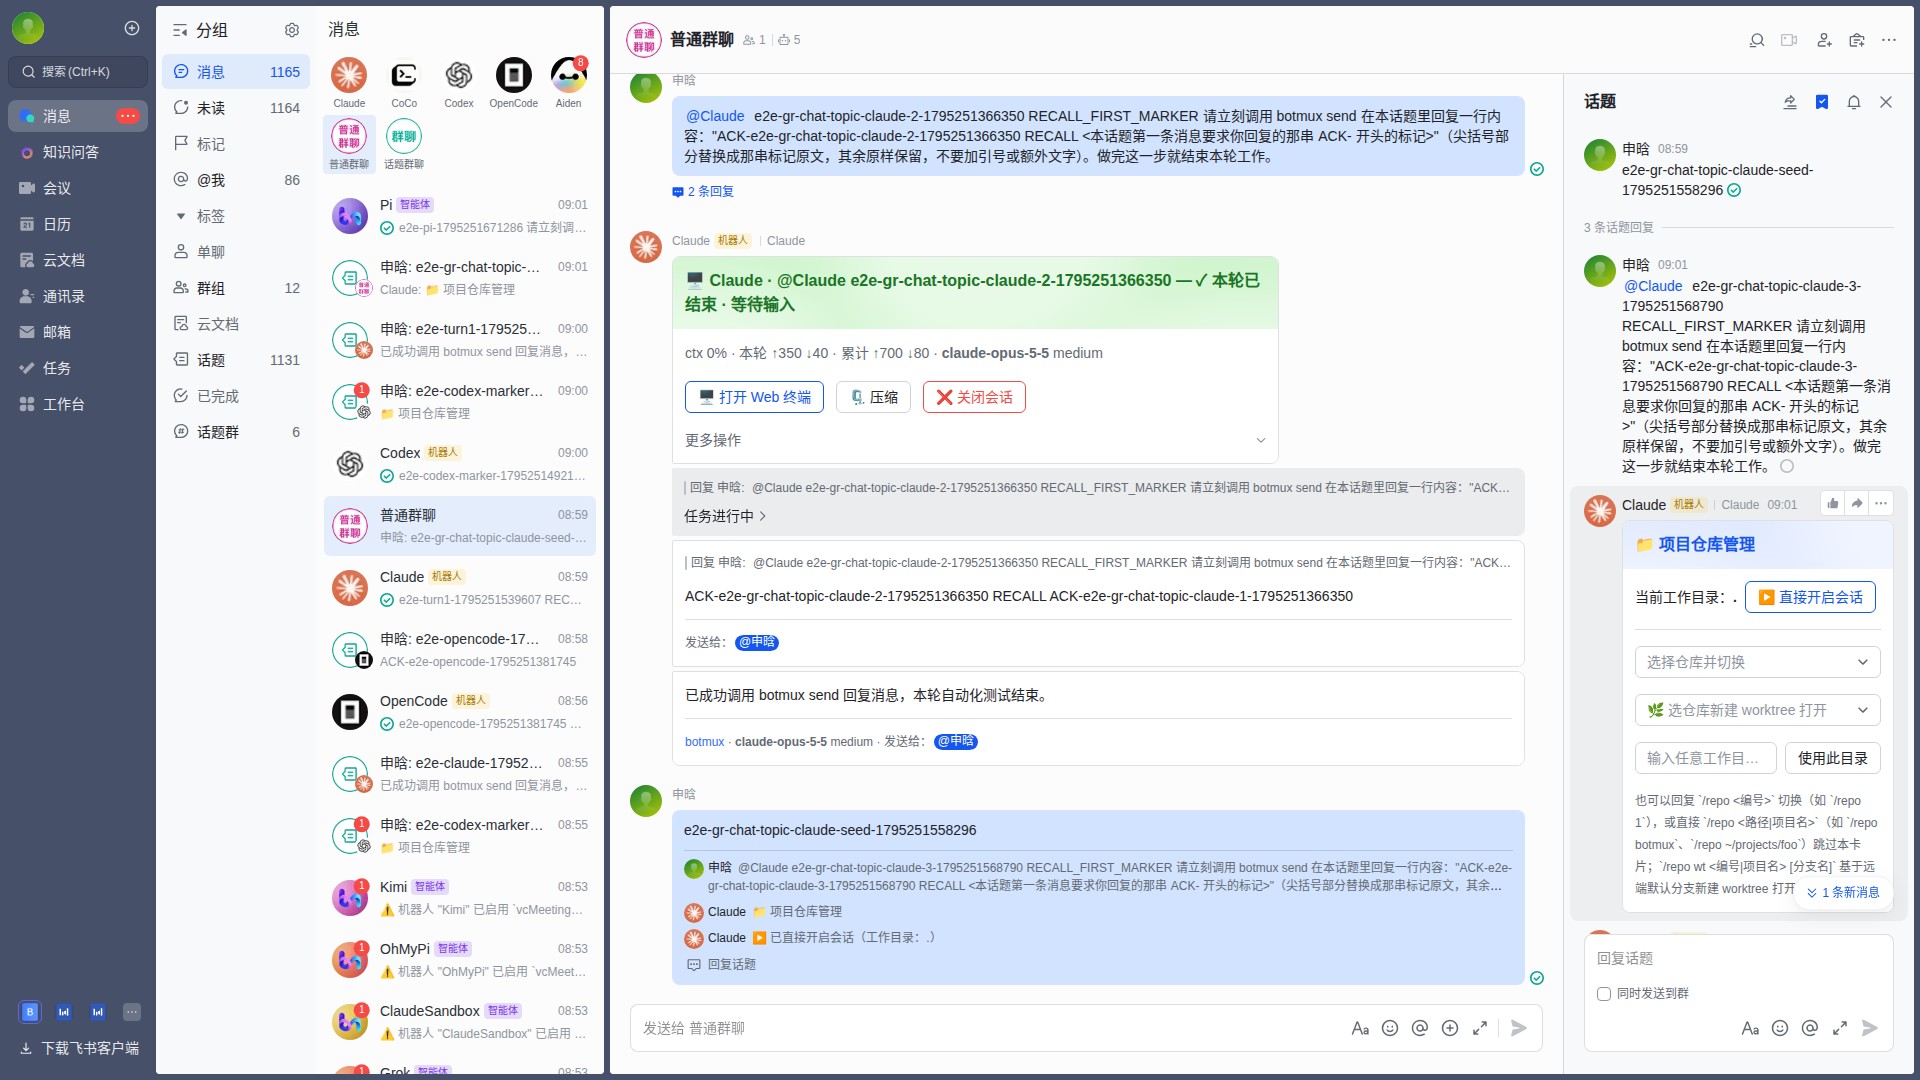 搜索 (Ctrl+K)
消息
知识问答
会议
日历
云文档
通讯录
邮箱
任务
工作台
下载飞书客户端
分组
消息 1165
未读 1164
标记
@我 86
标签
单聊
群组 12
云文档
话题 1131
已完成
话题群 6
消息
8
Claude CoCo Codex OpenCode Aiden
普通群聊 话题群聊
Pi 智能体 09:01
e2e-pi-1795251671286 请立刻调…
申晗: e2e-gr-chat-topic-… 09:01
Claude: 📁 项目仓库管理
申晗: e2e-turn1-179525… 09:00
已成功调用 botmux send 回复消息，…
1
申晗: e2e-codex-marker… 09:00
📁 项目仓库管理
Codex 机器人 09:00
e2e-codex-marker-17952514921…
普通群聊 08:59
申晗: e2e-gr-chat-topic-claude-seed-…
Claude 机器人 08:59
e2e-turn1-1795251539607 REC…
申晗: e2e-opencode-17… 08:58
ACK-e2e-opencode-1795251381745
OpenCode 机器人 08:56
e2e-opencode-1795251381745 …
申晗: e2e-claude-17952… 08:55
已成功调用 botmux send 回复消息，…
1
申晗: e2e-codex-marker… 08:55
📁 项目仓库管理
1
Kimi 智能体 08:53
⚠️ 机器人 "Kimi" 已启用 `vcMeeting…
1
OhMyPi 智能体 08:53
⚠️ 机器人 "OhMyPi" 已启用 `vcMeet…
1
ClaudeSandbox 智能体 08:53
⚠️ 机器人 "ClaudeSandbox" 已启用 …
1
Grok 智能体 08:53
普通群聊
普通群聊 1 5
申晗
@Claude e2e-gr-chat-topic-claude-2-1795251366350 RECALL 请立刻调用 botmux send 在本话题里回复一行内
容："ACK-e2e-gr-chat-topic-claude-2-1795251366350 RECALL <本话题第一条消息要求你回复的那串 ACK- 开头的标记>"（尖括号部
分替换成那串标记原文，其余原样保留，不要加引号或额外文字）。做完这一步就结束本轮工作。
2 条回复
Claude 机器人 Claude
🖥️ Claude · @Claude e2e-gr-chat-topic-claude-2-1795251366350 — ✓ 本轮已
结束 · 等待输入
ctx 0% · 本轮 ↑350 ↓40 · 累计 ↑700 ↓80 · claude-opus-5-5 medium
🖥️ 打开 Web 终端 🗜️ 压缩 ❌ 关闭会话
更多操作
回复 申晗: @Claude e2e-gr-chat-topic-claude-2-1795251366350 RECALL_FIRST_MARKER 请立刻调用 botmux send 在本话题里回复一行内容："ACK…
任务进行中
回复 申晗: @Claude e2e-gr-chat-topic-claude-2-1795251366350 RECALL_FIRST_MARKER 请立刻调用 botmux send 在本话题里回复一行内容："ACK…
ACK-e2e-gr-chat-topic-claude-2-1795251366350 RECALL ACK-e2e-gr-chat-topic-claude-1-1795251366350
发送给：@申晗
已成功调用 botmux send 回复消息，本轮自动化测试结束。
botmux · claude-opus-5-5 medium · 发送给：@申晗
申晗
e2e-gr-chat-topic-claude-seed-1795251558296
申晗 @Claude e2e-gr-chat-topic-claude-3-1795251568790 RECALL_FIRST_MARKER 请立刻调用 botmux send 在本话题里回复一行内容："ACK-e2e-
gr-chat-topic-claude-3-1795251568790 RECALL <本话题第一条消息要求你回复的那串 ACK- 开头的标记>"（尖括号部分替换成那串标记原文，其余…
Claude 📁 项目仓库管理
Claude ▶️ 已直接开启会话（工作目录：.）
回复话题
发送给 普通群聊
话题
申晗 08:59
e2e-gr-chat-topic-claude-seed-
1795251558296
3 条话题回复
申晗 09:01
@Claude e2e-gr-chat-topic-claude-3-
1795251568790
RECALL_FIRST_MARKER 请立刻调用
botmux send 在本话题里回复一行内
容："ACK-e2e-gr-chat-topic-claude-3-
1795251568790 RECALL <本话题第一条消
息要求你回复的那串 ACK- 开头的标记
>"（尖括号部分替换成那串标记原文，其余
原样保留，不要加引号或额外文字）。做完
这一步就结束本轮工作。
Claude 机器人 Claude 09:01
📁 项目仓库管理
当前工作目录：. ▶️ 直接开启会话
选择仓库并切换
🌿 选仓库新建 worktree 打开
输入任意工作目… 使用此目录
也可以回复 `/repo <编号>` 切换（如 `/repo
1`），或直接 `/repo <路径|项目名>`（如 `/repo
botmux`、`/repo ~/projects/foo`）跳过本卡
片；`/repo wt <编号|项目名> [分支名]` 基于远
端默认分支新建 worktree 打开
1 条新消息
回复话题
同时发送到群